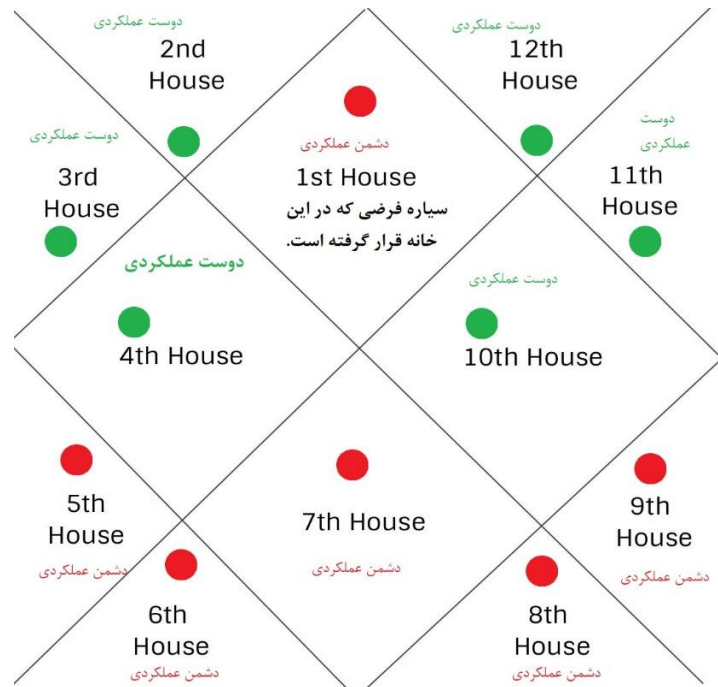 دوست عملکردی
2nd
House
دوست عملکردی
12th
House
دوست عملکردی
3rd
House
دشمن عملکردی
1st House
سیاره فرضی که در این
خانه قرار گرفته است.
دوست
عملکردی
11th
House
دوست عملکردی
4th House
دوست عملکردی
10th House
5th
House
دشمن عملکردی
7th House
دشمن عملکردی
9th
House
دشمن عملکردی
6th
House
دشمن عملکردی
8th
House
دشمن عملکردی